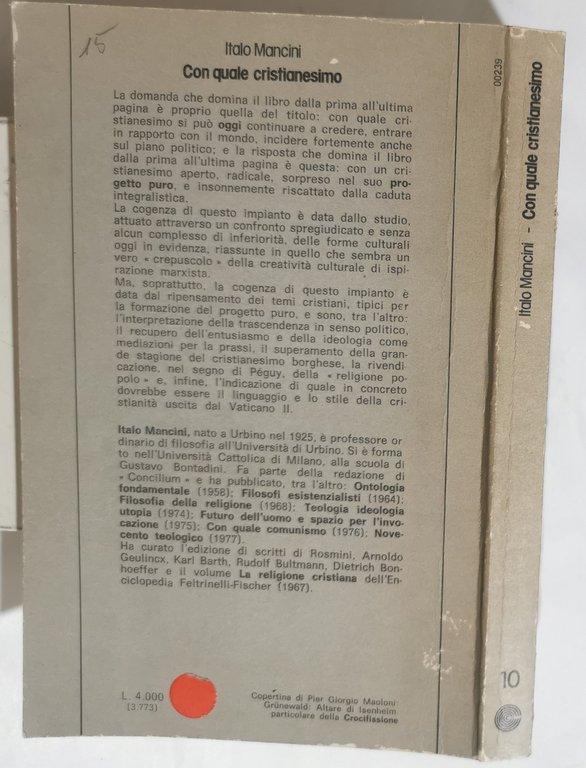 15
Italo Mancini
Con quale cristianesimo
La domanda che domina il libro dalla prima all'ultima
pagina è proprio quella del titolo: con quale cri-
stianesimo si può oggi continuare a credere, entrare
in rapporto con il mondo, incidere fortemente anche
sul piano politico; e la risposta che domina il libro
dalla prima all'ultima pagina è questa: con un cri-
stianesimo aperto, radicale, sorpreso nel suo pro-
getto puro, e insonnemente riscattato dalla caduta
integralistica.
La cogenza di questo impianto è data dallo studio,
attuato attraverso un confronto spregiudicato e senza
alcun complesso di inferiorità, delle forme culturali
oggi in evidenza, riassunte in quello che sembra un
vero « crepuscolo » della creatività culturale di ispi-
razione marxista.
Ma, soprattutto, la cogenza di questo impianto è
data dal ripensamento dei temi cristiani, tipici per
la formazione del progetto puro, e sono, tra l'altro:
l'interpretazione della trascendenza in senso politico,
il recupero dell'entusiasmo e della ideologia come
mediazioni per la prassi, il superamento della gran-
de stagione del cristianesimo borghese, la rivendi-
cazione, nel segno di Péguy, della « religione po-
polo » e, infine, l'indicazione di quale in concreto
dovrebbe essere il linguaggio e lo stile della cri-
stianità uscita dal Vaticano II.
Italo Mancini, nato a Urbino nel 1925, è professore or
dinario di filosofia all'Università di Urbino. Si è forma
to nell'Università Cattolica di Milano, alla scuola di
Gustavo Bontadini. Fa parte della redazione di
« Concilium » e ha pubblicato, tra l'altro: Ontologia
fondamentale (1958); Filosofi esistenzialisti (1964);
Filosofia della religione (1968); Teologia ideologia
utopia (1974); Futuro dell'uomo e spazio per l'invo-
cazione (1975); Con quale comunismo (1976); Nove-
cento teologico (1977).
Ha curato l'edizione di scritti di Rosmini, Arnoldo
Geulincx, Karl Barth, Rudolf Bultmann, Dietrich Bon-
hoeffer e il volume La religione cristiana dell'En-
ciclopedia Feltrinelli-Fischer (1967).
L. 4.000
(3.773)
Copertina di Pier Giorgio Maoloni
Grünewald: Altare di Isenheim
particolare della Crocifissione
00239
Italo Mancini - Con quale cristianesimo
10